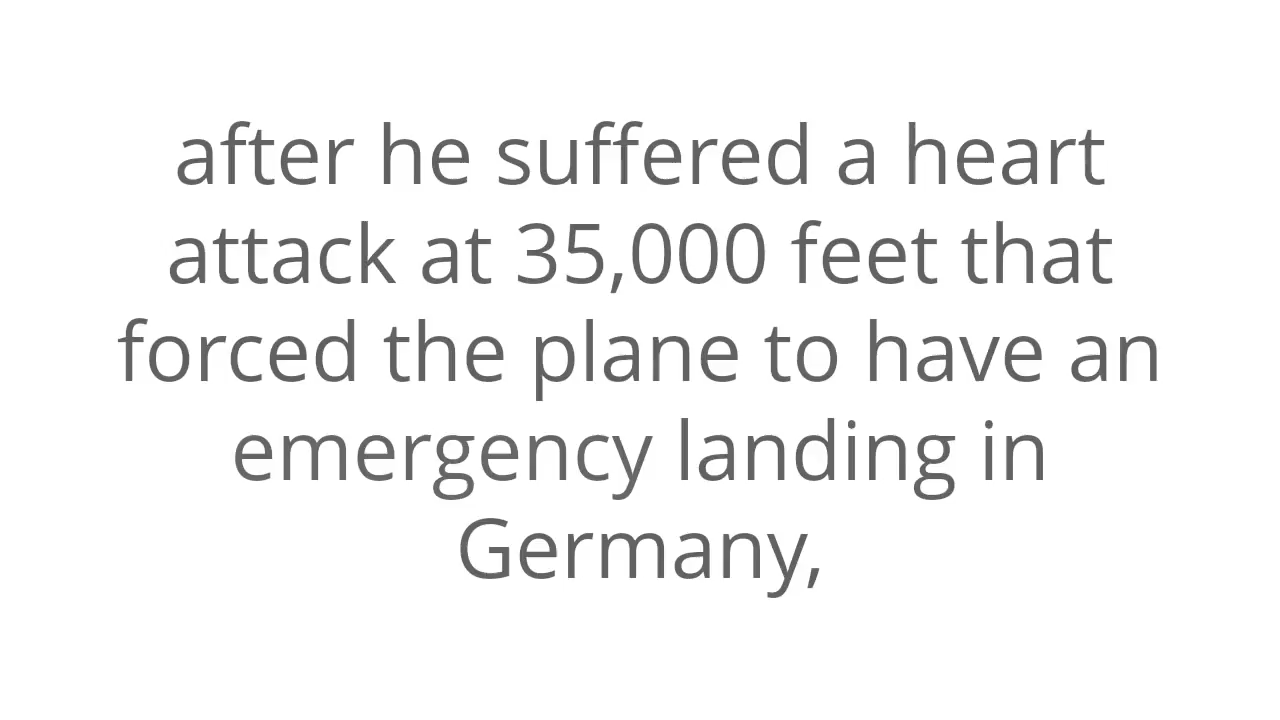 after he suffered a heart
attack at 35,000 feet that
forced the plane to have an
emergency landing in
Germany,